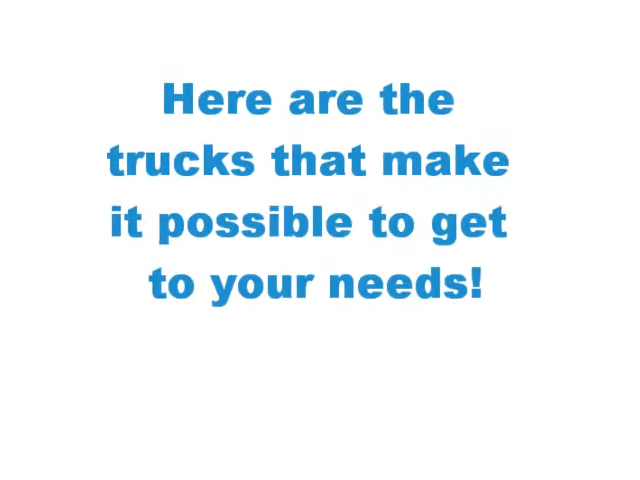 Here are the
trucks that make
it possible to get
to your needs!